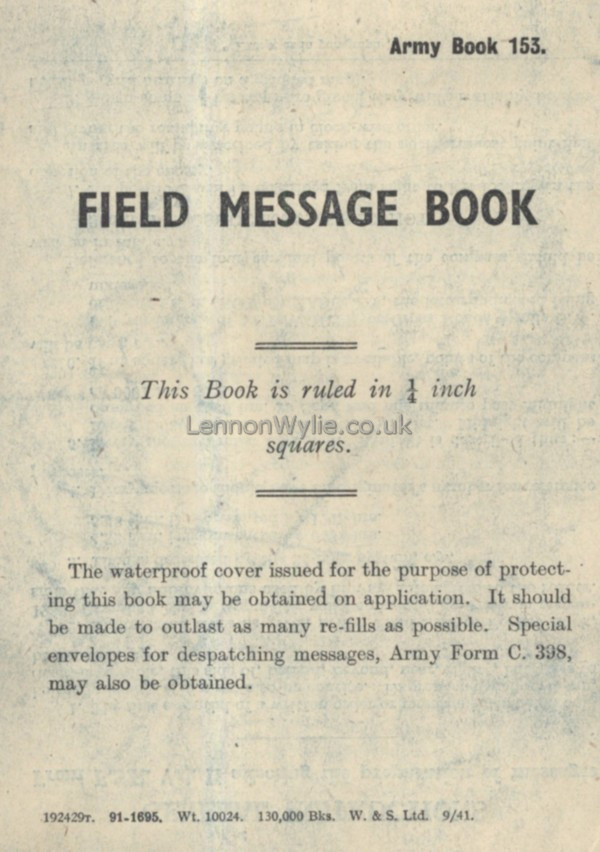 Army Book 153.
FIELD MESSAGE BOOK
This Book is ruled in ¼ inch
LennonWylie.co.uk
squares.
The waterproof cover issued for the purpose of protect-
ing this book may be obtained on application. It should
be made to outlast as many re-fills as possible. Special
envelopes for despatching messages, Army Form C. 398,
may also be obtained.
192429T. 91-1695. Wt. 10024. 130,000 Bks. W. & S. Ltd. 9/41.